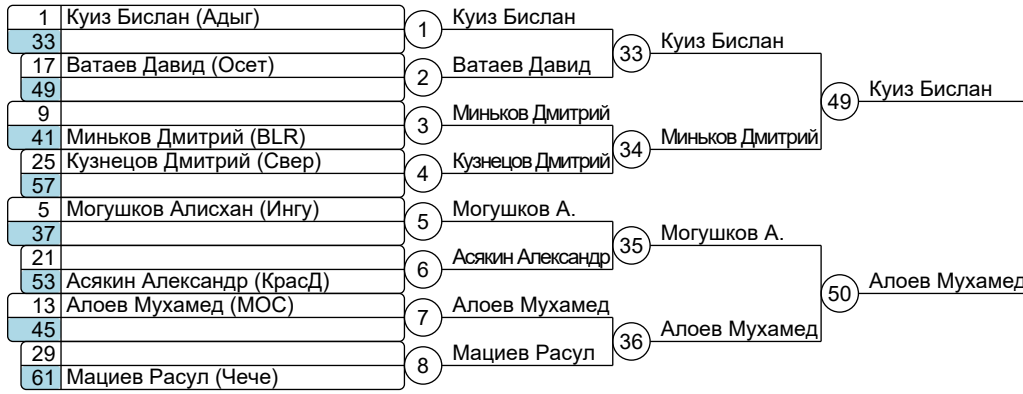 1 Куиз Бислан (Адыг)
33
1 Куиз Бислан
17 Ватаев Давид (Осет)
49
2 Ватаев Давид
33 Куиз Бислан
9
41 Миньков Дмитрий (BLR)
3 Миньков Дмитрий
25 Кузнецов Дмитрий (Свер)
57
4 Кузнецов Дмитрий
34 Миньков Дмитрий
49 Куиз Бислан
5 Могушков Алисхан (Ингу)
37
5 Могушков А.
21
53 Асякин Александр (КрасД)
6 Асякин Александр
35 Могушков А.
13 Алоев Мухамед (МОС)
45
7 Алоев Мухамед
29
61 Мациев Расул (Чече)
8 Мациев Расул
36 Алоев Мухамед
50 Алоев Мухамед